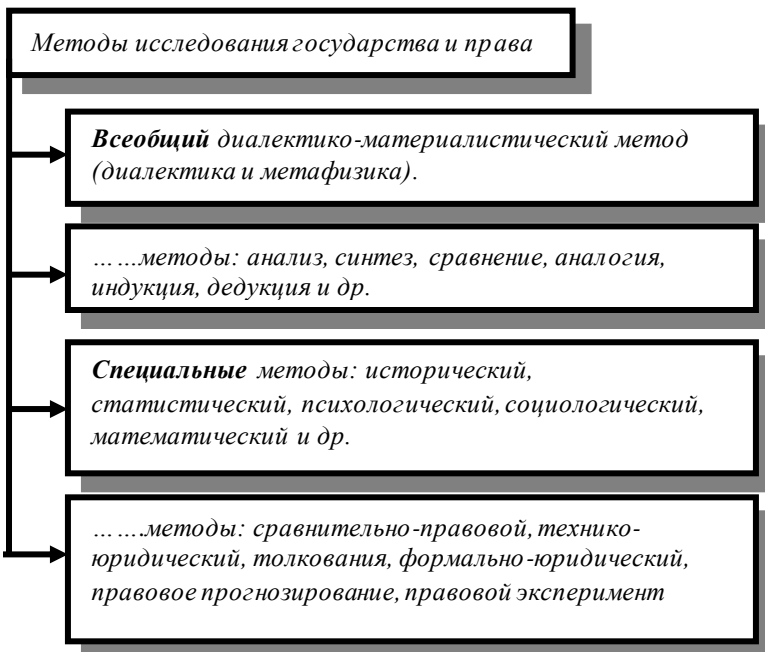 Методы исследования государства и права
Всеобщий диалектико-материалистический метод
(диалектика и метафизика).
... ...методы: анализ, синтез, сравнение, аналогия,
индукция, дедукция и др.
Специальные методы: исторический,
статистический, психологический, социологический,
математический и др.
... ....методы: сравнительно-правовой, технико-
юридический, толкования, формально-юридический,
правовое прогнозирование, правовой эксперимент